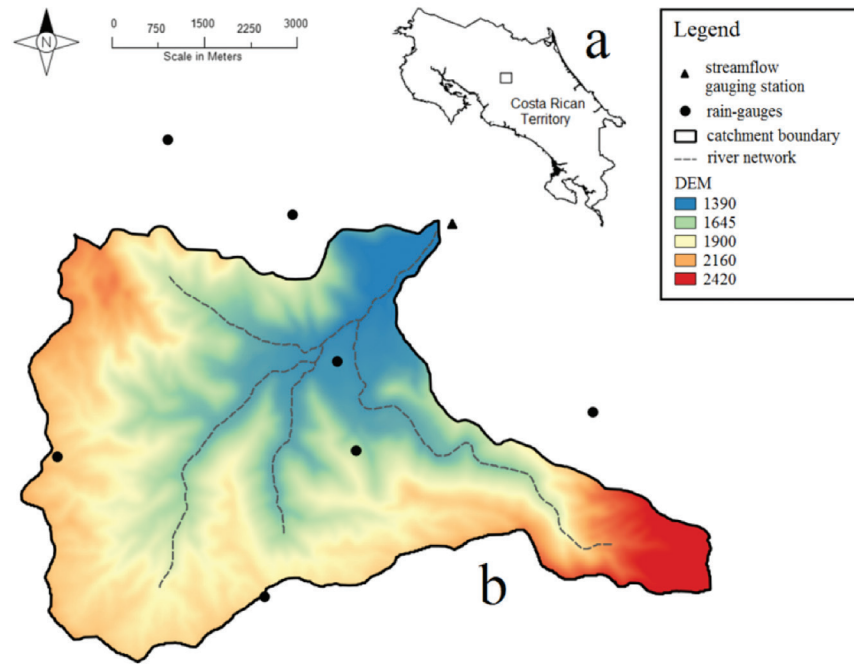 N
0 1500 3000
750 2250
Scale in Meters
a
Costa Rican
Territory
Legend
streamflow
gauging station
rain-gauges
catchment boundary
river network
DEM
1390
1645
1900
2160
2420
b